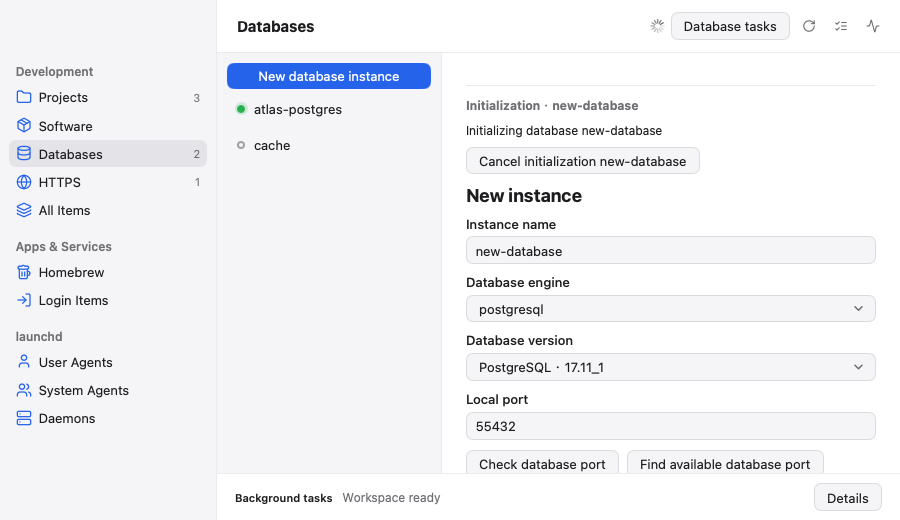 Databases
Database tasks
Development
Projects 3
Software
Databases 2
HTTPS 1
All Items
Apps & Services
Homebrew
Login Items
launchd
User Agents
System Agents
Daemons
New database instance
atlas-postgres
cache
Initialization · new-database
Initializing database new-database
Cancel initialization new-database
New instance
Instance name
new-database
Database engine
postgresql
Database version
PostgreSQL · 17.11_1
Local port
55432
Check database port
Find available database port
Background tasks Workspace ready
Details